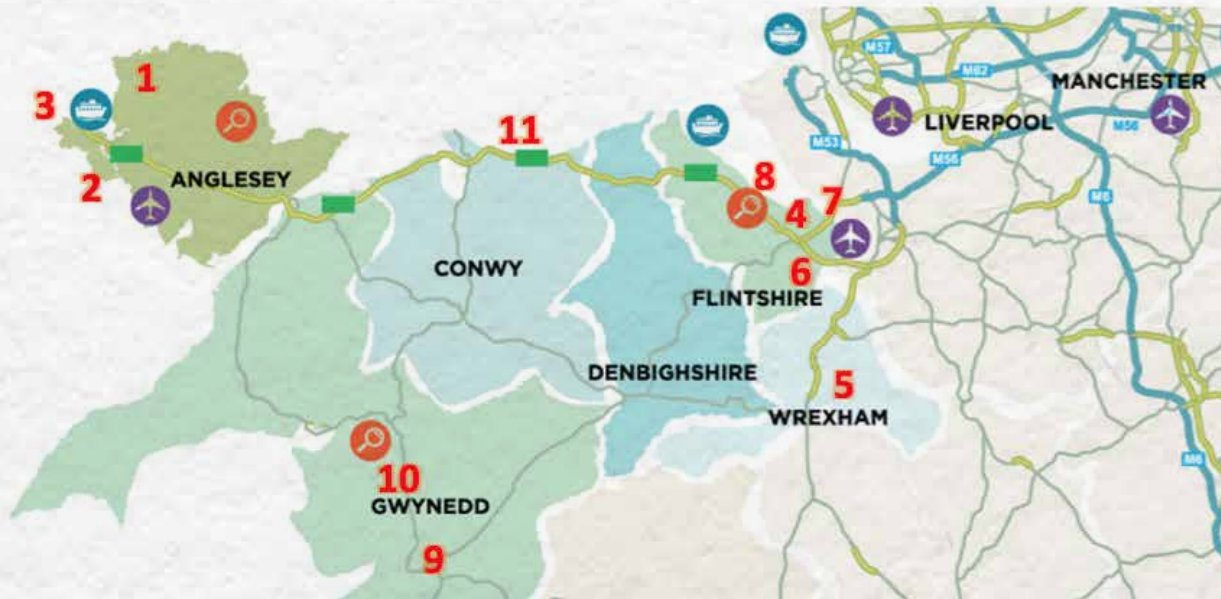 M57
M62
MANCHESTER
1
3
LIVERPOOL
M56
M53
11
M56
2
ANGLESEY
8
4
7
M6
CONWY
6
FLINTSHIRE
DENBIGHSHIRE
5
WREXHAM
M6
10
GWYNEDD
9